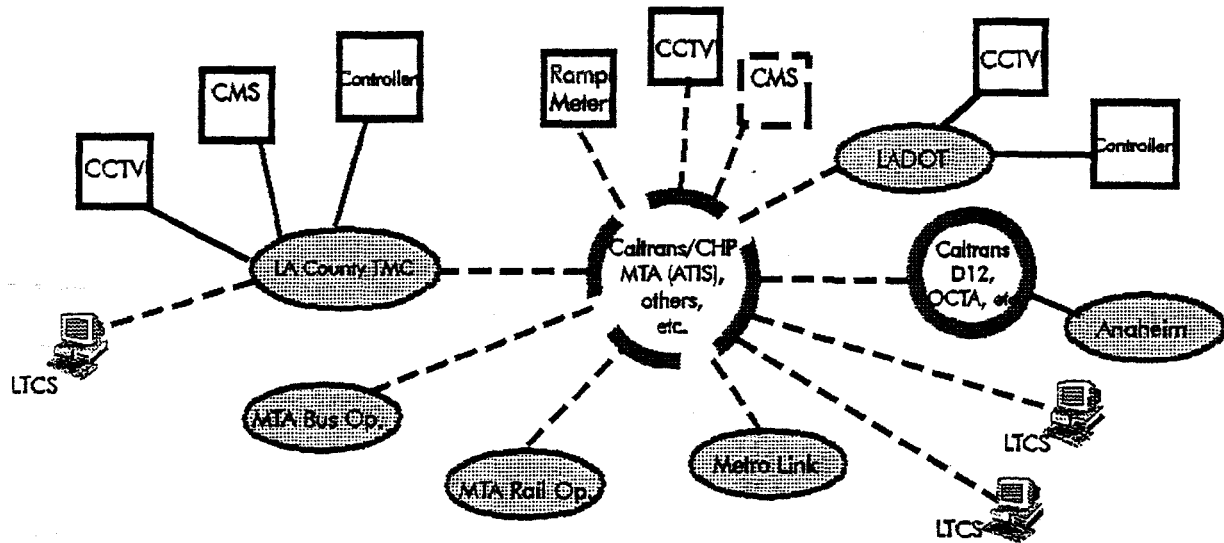 CCTV
CMS
Controller
Ramp
Meter
CCTV
CMS
CCTV
LADOT
Controller
LA County TMC
Caltrans/CHP
MTA (ATIS),
others,
etc.
Caltrans
D12,
OCTA, etc
Anaheim
LTCS
MTA Bus Op.
MTA Rail Op.
Metro Link
LTCS
LTCS